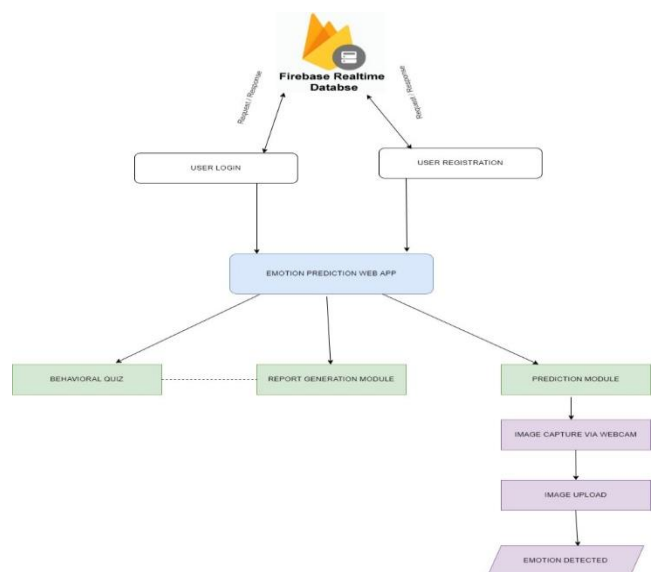 Firebase Realtime
Databse
Request / Response
Request / Response
USER LOGIN
USER REGISTRATION
EMOTION PREDICTION WEB APP
BEHAVIORAL QUIZ
REPORT GENERATION MODULE
PREDICTION MODULE
IMAGE CAPTURE VIA WEBCAM
IMAGE UPLOAD
EMOTION DETECTED